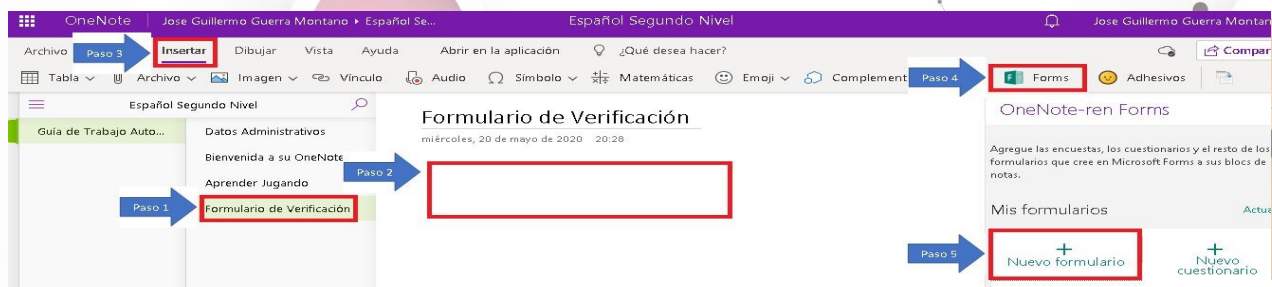 OneNote Jose Guillermo Guerra Montano ▸ Español Se... Español Segundo Nivel Jose Guillermo Guerra Montan
Archivo Paso 3 Insertar Dibujar Vista Ayuda Abrir en la aplicación ¿Qué desea hacer? Compar
Tabla Archivo Imagen Vínculo Audio Símbolo Matemáticas Emoji Complement Paso 4 Forms Adhesivos
Español Segundo Nivel
Guía de Trabajo Auto...
Datos Administrativos
Bienvenida a su OneNote
Aprender Jugando
Paso 1 Formulario de Verificación
Formulario de Verificación
miércoles, 20 de mayo de 2020 20:28
Paso 2
OneNote-ren Forms
Agregue las encuestas, los cuestionarios y el resto de los
formularios que cree en Microsoft Forms a sus blocs de
notas.
Mis formularios Actua
Paso 5 Nuevo formulario
Nuevo
cuestionario